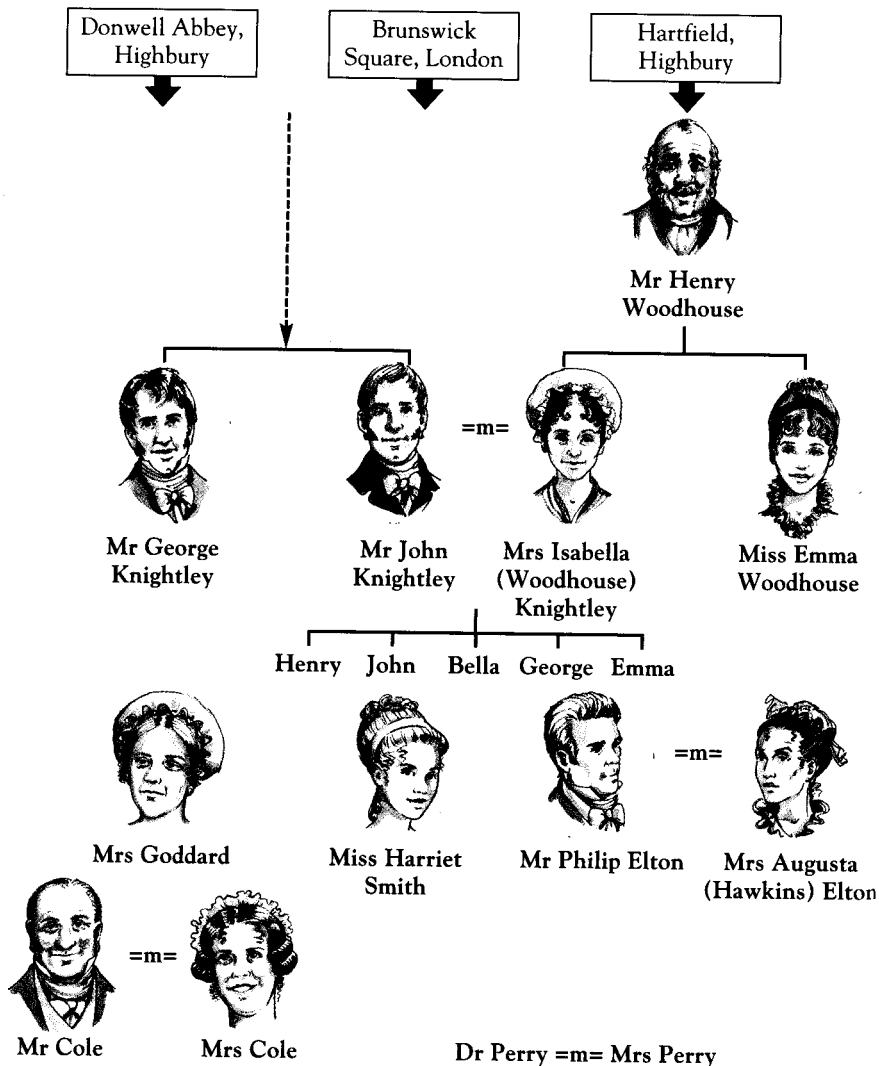 Donwell Abbey,
Highbury
Brunswick
Square, London
Hartfield,
Highbury
Mr Henry
Woodhouse
=m=
Mr George
Knightley
Mr John
Knightley
Mrs Isabella
(Woodhouse)
Knightley
Miss Emma
Woodhouse
Henry John Bella George Emma
=m=
Mrs Goddard
Miss Harriet
Smith
Mr Philip Elton
Mrs Augusta
(Hawkins) Elton
=m=
Mr Cole
Mrs Cole
Dr Perry =m= Mrs Perry